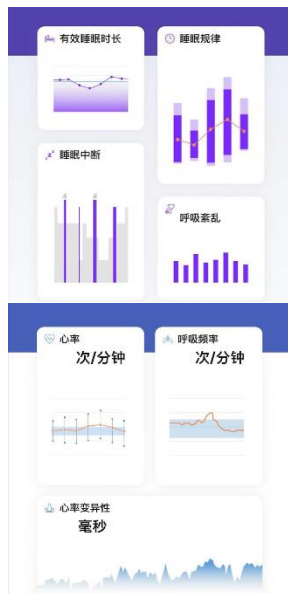 有效睡眠时长
睡眠规律
睡眠中断
呼吸紊乱
心率
次/分钟
呼吸频率
次/分钟
心率变异性
毫秒